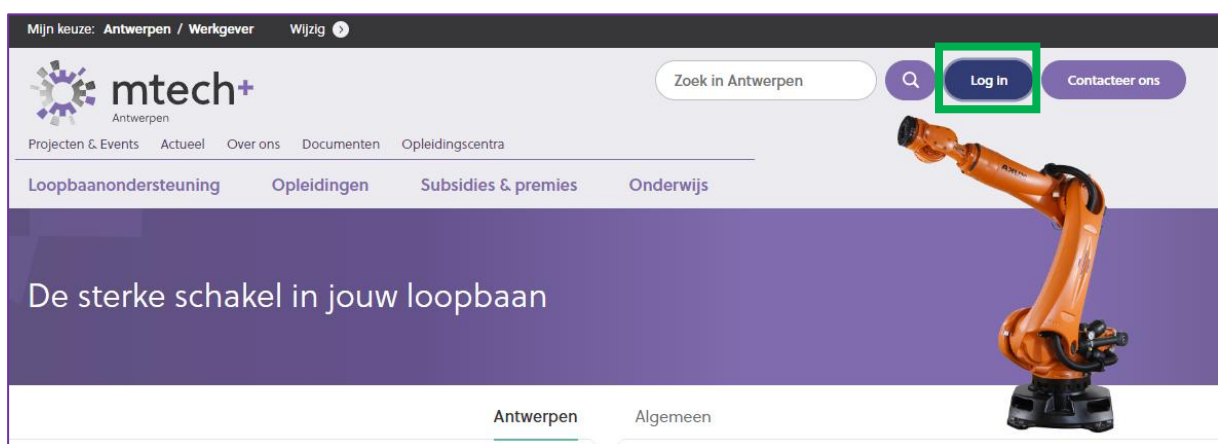 Mijn keuze: Antwerpen / Werkgever Wijzig
mtech+
Antwerpen
Zoek in Antwerpen
Log in
Contacteer ons
Projecten & Events Actueel Over ons Documenten Opleidingscentra
Loopbaanondersteuning Opleidingen Subsidies & premies Onderwijs
De sterke schakel in jouw loopbaan
Antwerpen Algemeen